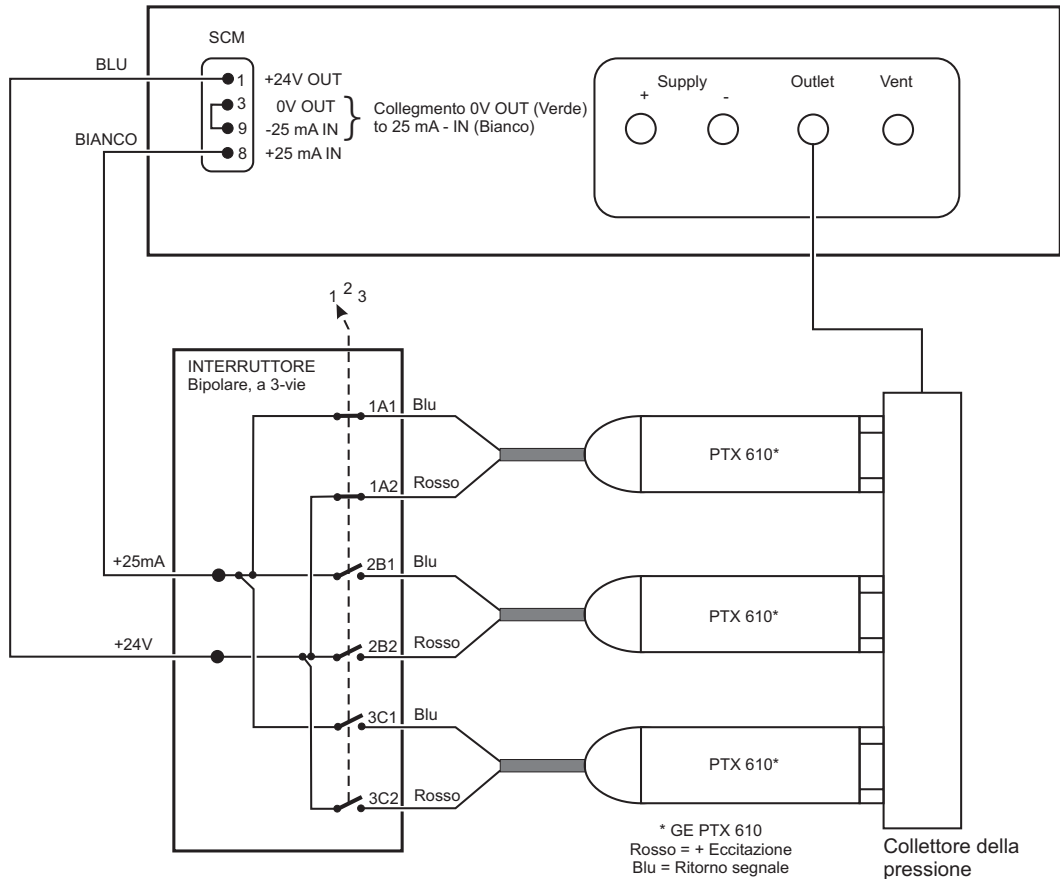 SCM
BLU
1 +24V OUT
3 0V OUT
9 -25 mA IN
Collegmento 0V OUT (Verde)
to 25 mA - IN (Bianco)
BIANCO
8 +25 mA IN
Supply
+ -
Outlet
Vent
1 2 3
INTERRUTTORE
Bipolare, a 3-vie
1A1 Blu
1A2 Rosso
PTX 610*
+25mA
2B1 Blu
2B2 Rosso
PTX 610*
+24V
3C1 Blu
3C2 Rosso
PTX 610*
* GE PTX 610
Rosso = + Eccitazione
Blu = Ritorno segnale
Collettore della
pressione